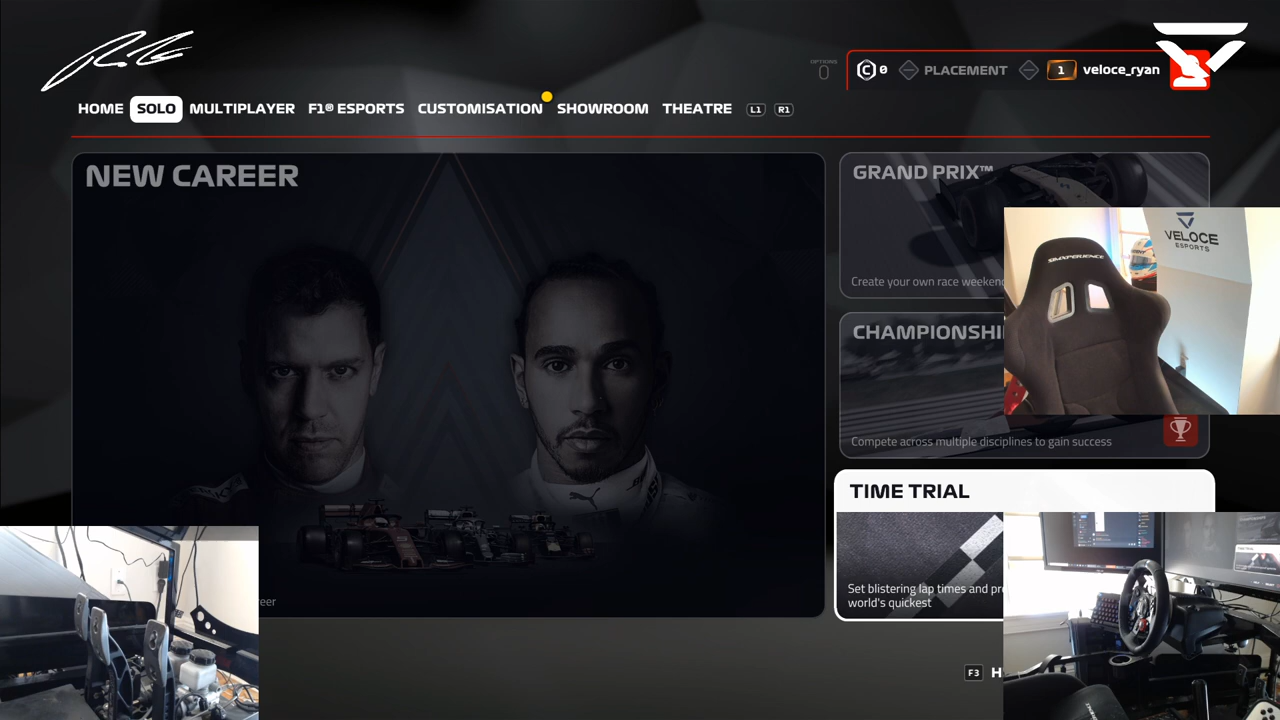 OPTIONS
C 0 PLACEMENT 1 veloce_ryan
HOME SOLO MULTIPLAYER F1® ESPORTS CUSTOMISATION SHOWROOM THEATRE L1 R1
NEW CAREER
GRAND PRIX™
Create your own race weekend
VELOCE
ESPORTS
SIMXPERIENCE
CHAMPIONSHI
Compete across multiple disciplines to gain success
TIME TRIAL
Set blistering lap times and pr
world's quickest
eer
F3 H